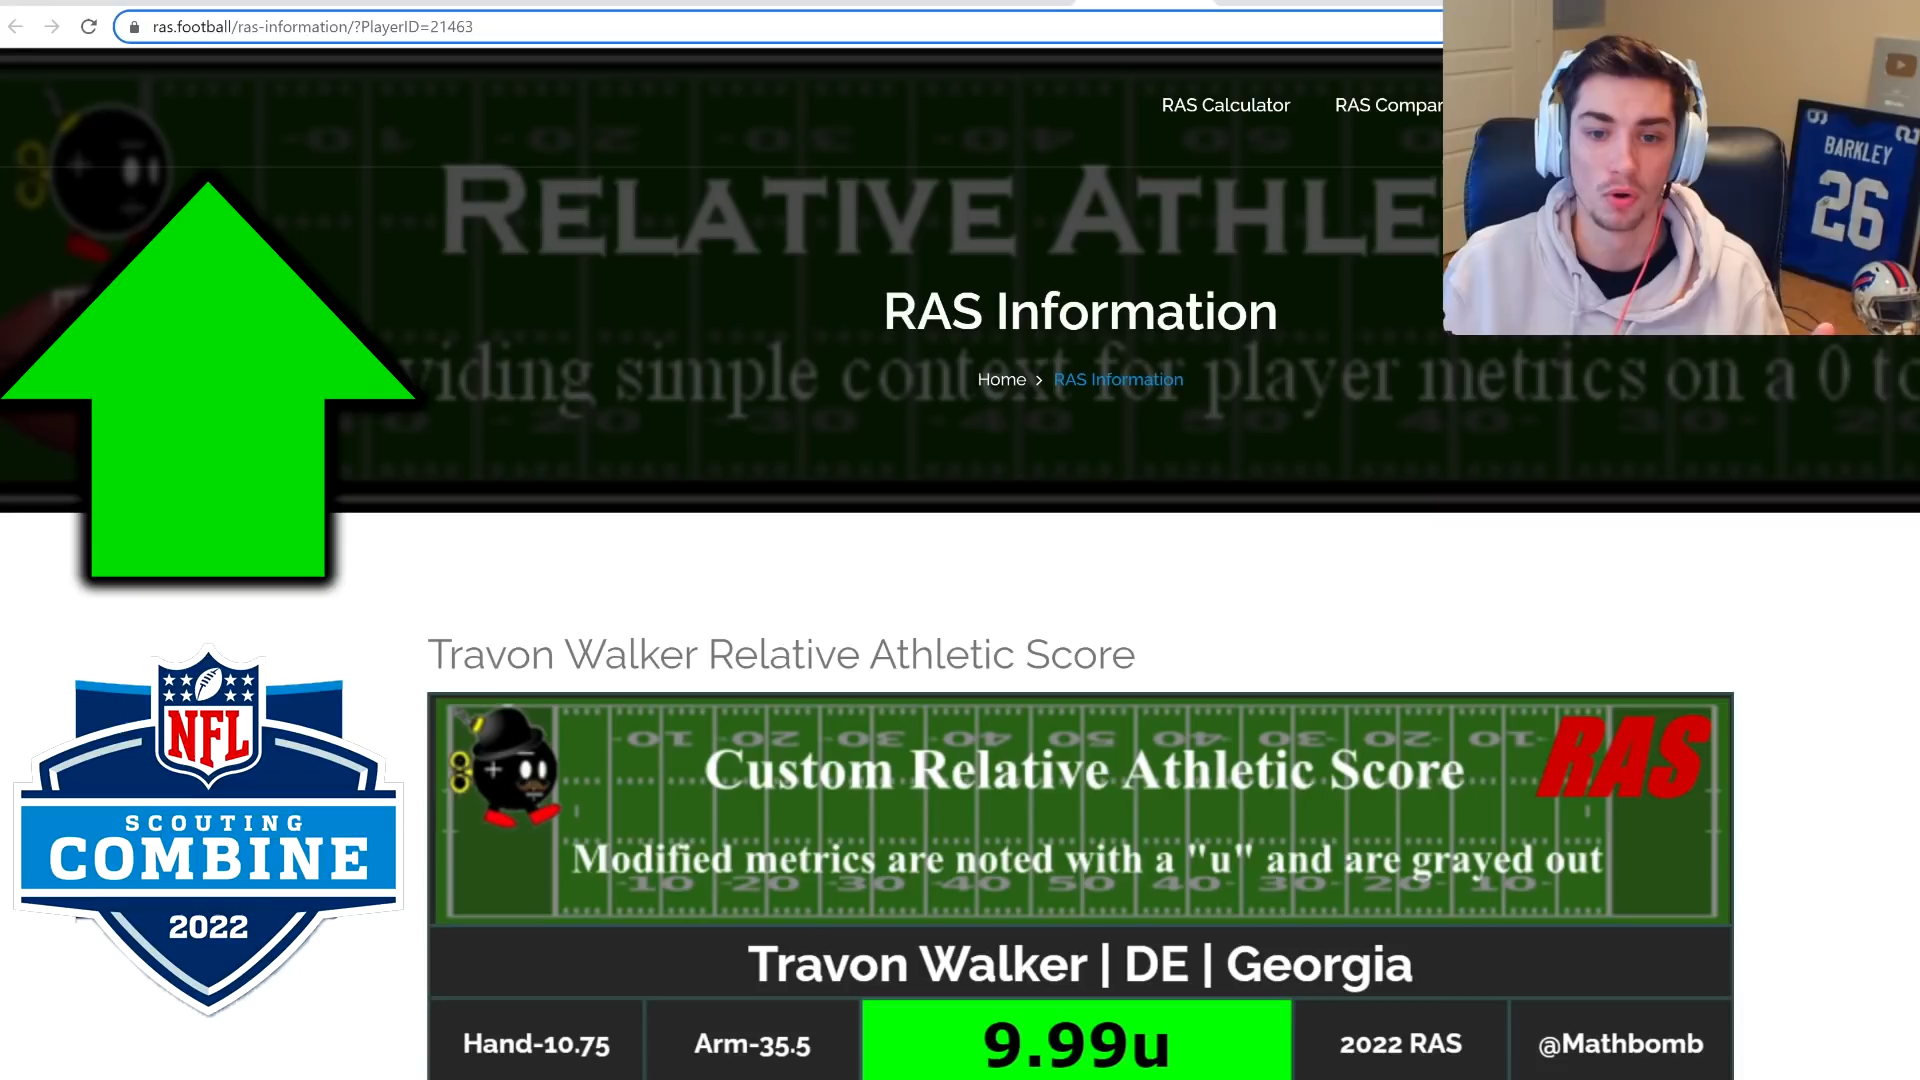 ras.football/ras-information/?PlayerID=21463
RAS Calculator
RAS Compar
RELATIVE ATHLE
RAS Information
viding simple context for player metrics on a 0 to
Home > RAS Information
BARKLEY
26
NFL
SCOUTING
COMBINE
2022
Travon Walker Relative Athletic Score
Custom Relative Athletic Score
RAS
Modified metrics are noted with a "u" and are grayed out
Travon Walker | DE | Georgia
Hand-10.75
Arm-35.5
9.99u
2022 RAS
@Mathbomb